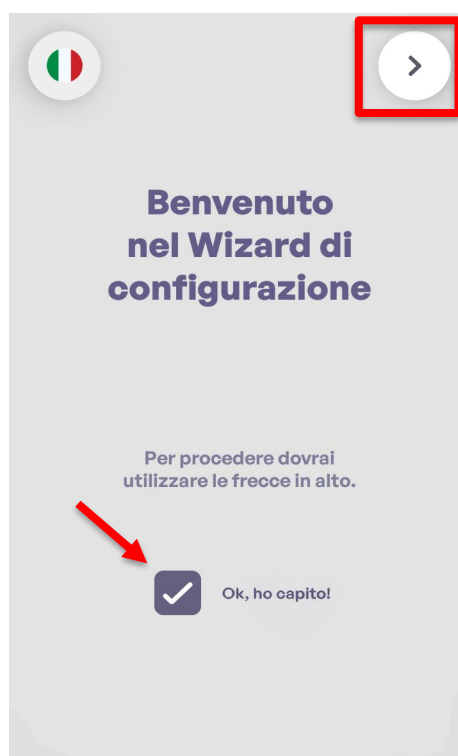 Benvenuto
nel Wizard di
configurazione
Per procedere dovrai
utilizzare le frecce in alto.
Ok, ho capito!